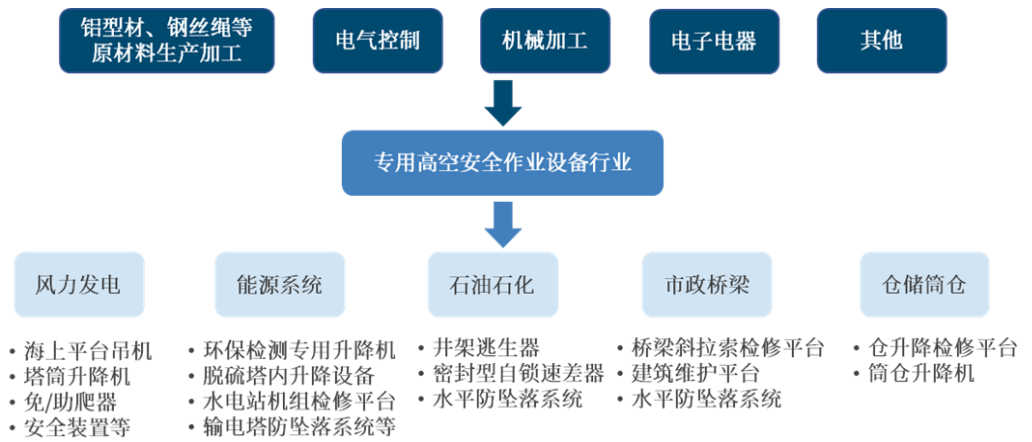 铝型材、钢丝绳等
原材料生产加工
电气控制
机械加工
电子电器
其他
专用高空安全作业设备行业
风力发电
• 海上平台吊机
• 塔筒升降机
• 免/助爬器
• 安全装置等
能源系统
• 环保检测专用升降机
• 脱硫塔内升降设备
• 水电站机组检修平台
• 输电塔防坠落系统等
石油石化
• 井架逃生器
• 密封型自锁速差器
• 水平防坠落系统
市政桥梁
• 桥梁斜拉索检修平台
• 建筑维护平台
• 水平防坠落系统
仓储筒仓
• 仓升降检修平台
• 筒仓升降机